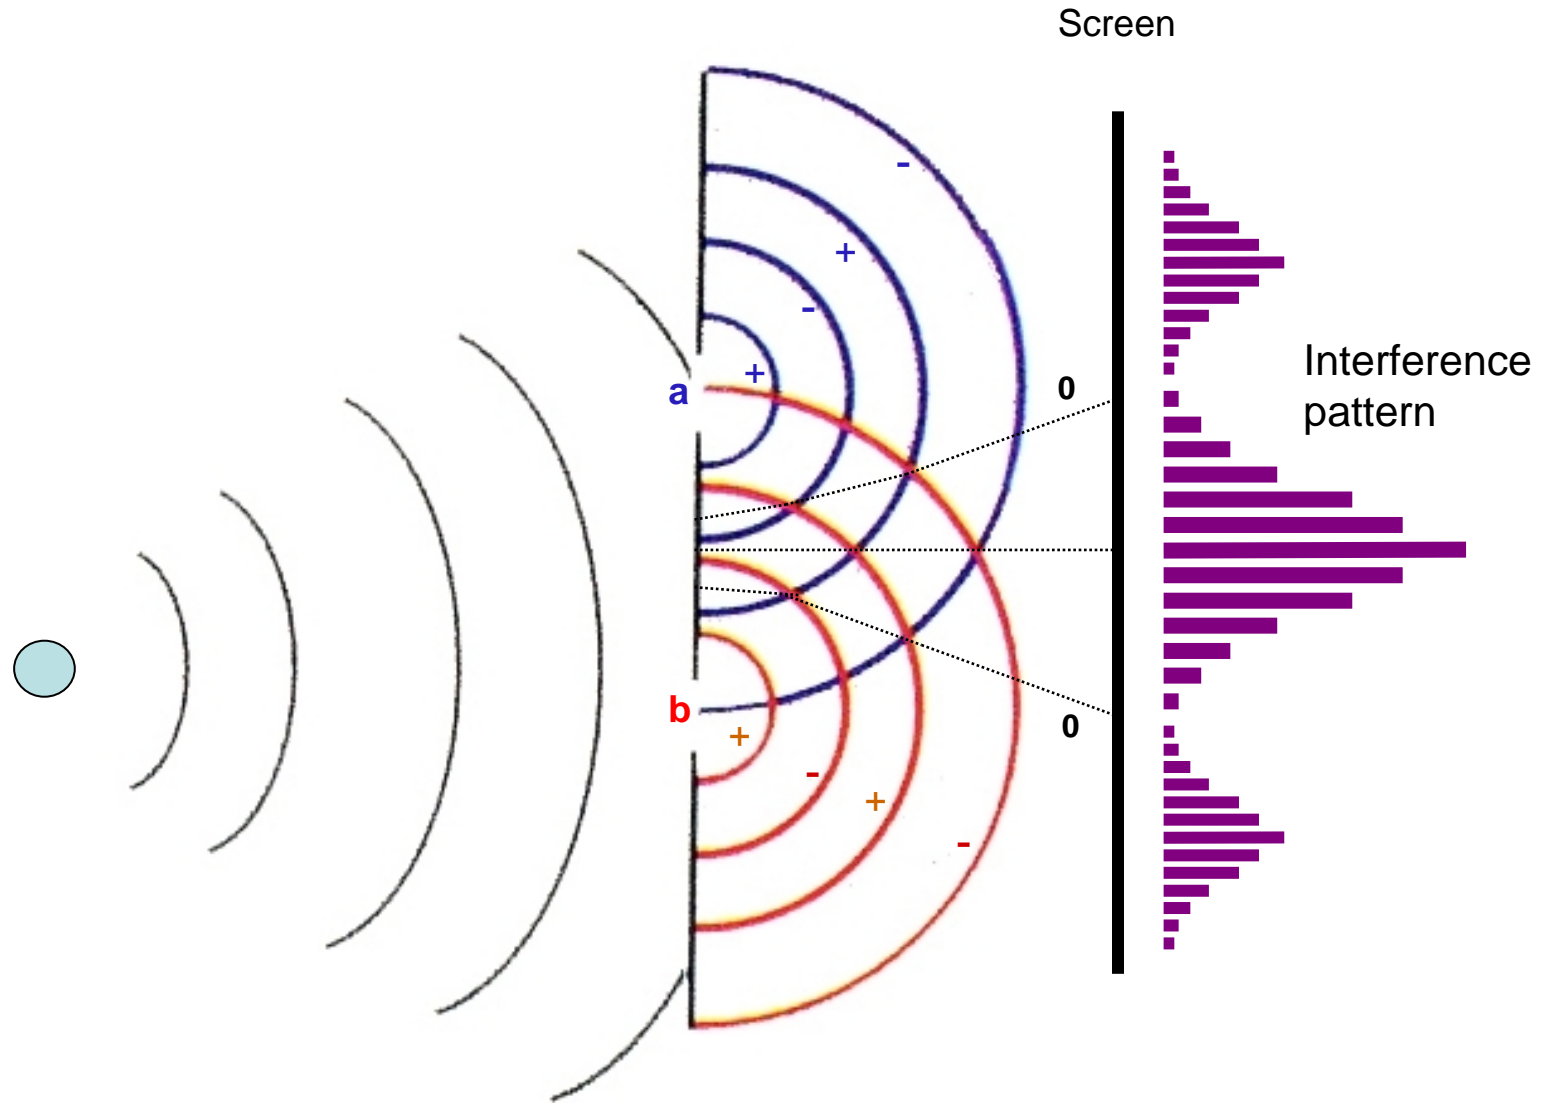 Screen
-
+
-
+
a
0
Interference
pattern
b
0
+
-
+
-